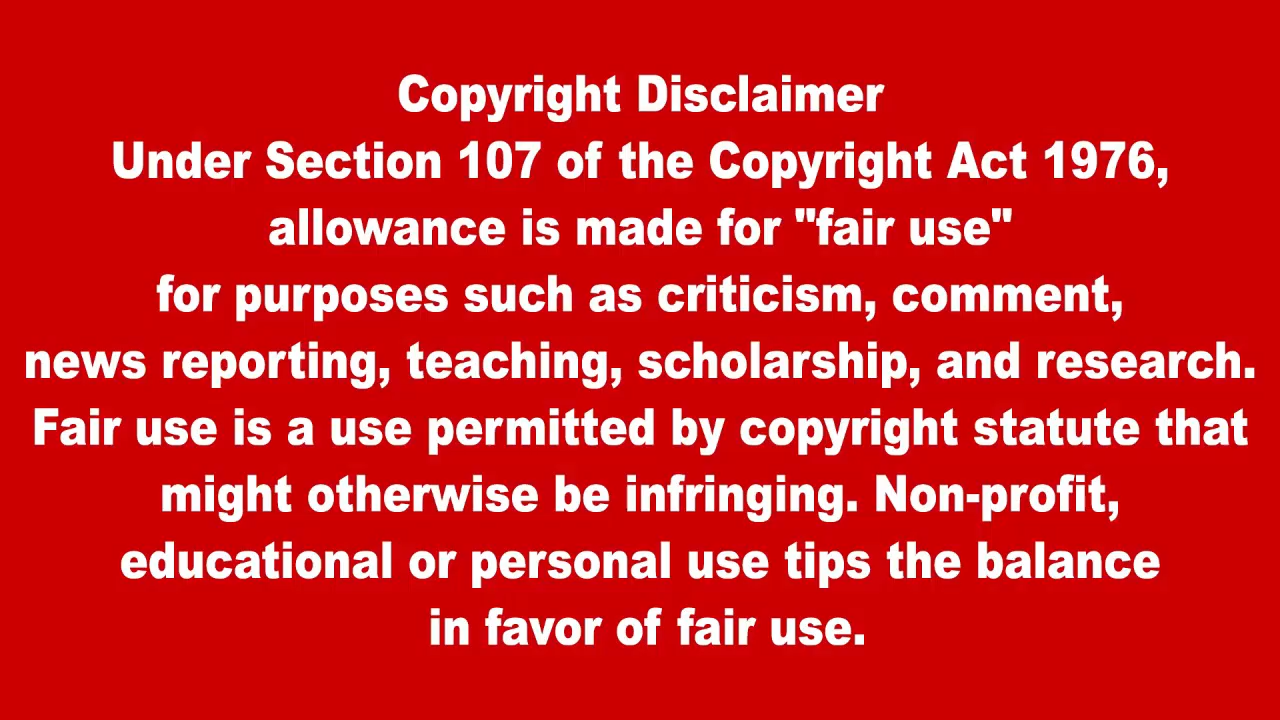 Copyright Disclaimer
Under Section 107 of the Copyright Act 1976,
allowance is made for "fair use"
for purposes such as criticism, comment,
news reporting, teaching, scholarship, and research.
Fair use is a use permitted by copyright statute that
might otherwise be infringing. Non-profit,
educational or personal use tips the balance
in favor of fair use.